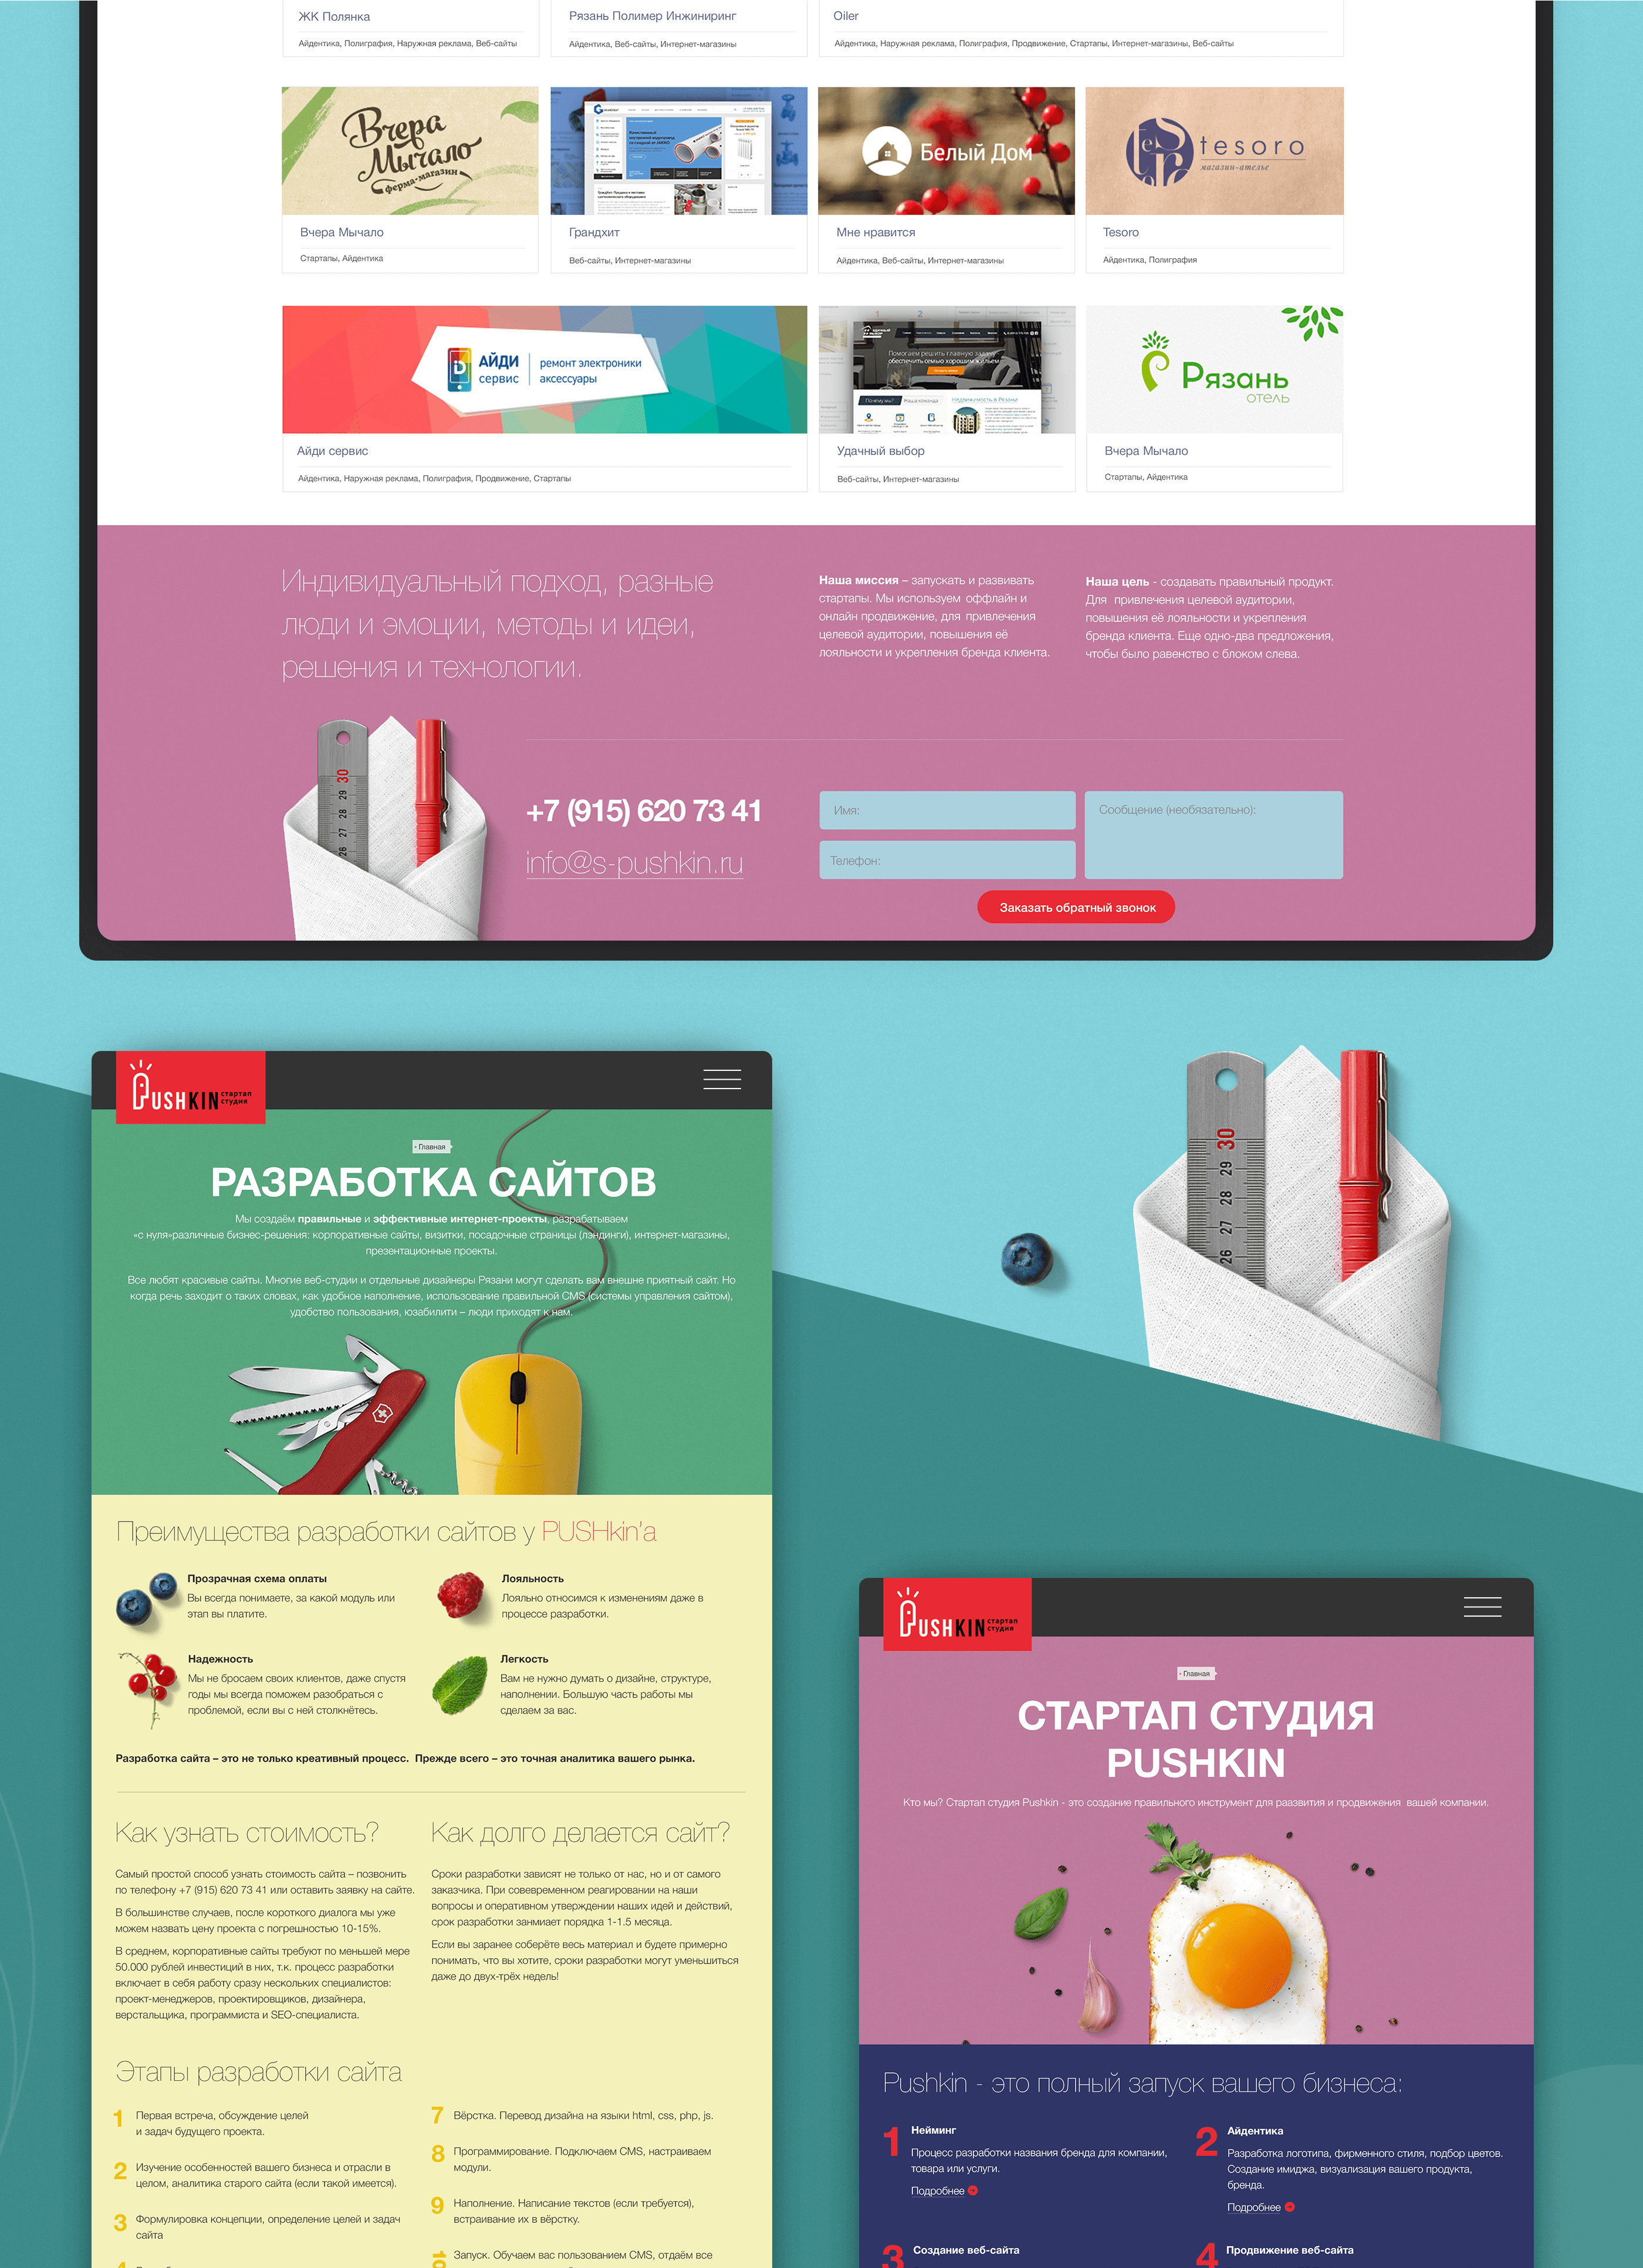 ЖК Полянка
Айдентика, Полиграфия, Наружная реклама, Веб-сайты
Рязань Полимер Инжиниринг
Айдентика, Веб-сайты, Интернет-магазины
Oiler
Айдентика, Наружная реклама, Полиграфия, Продвижение, Стартапы, Интернет-магазины, Веб-сайты
Вчера
Мычало
ферма-магазин
Вчера Мычало
Стартапы, Айдентика
Грандхит
Веб-сайты, Интернет-магазины
Белый Дом
Мне нравится
Айдентика, Веб-сайты, Интернет-магазины
tesoro
магазин-ателье
Tesoro
Айдентика, Полиграфия
АЙДИ
сервис
ремонт электроники
аксессуары
Айди сервис
Айдентика, Наружная реклама, Полиграфия, Продвижение, Стартапы
Помогаем решить главную задачу
обеспечить семью хорошим жильем
Почему мы?
Наша команда
Недвижимость в Рязани
Удачный выбор
Веб-сайты, Интернет-магазины
Рязань
отель
Вчера Мычало
Стартапы, Айдентика
Индивидуальный подход, разные
люди и эмоции, методы и идеи,
решения и технологии.
Наша миссия – запускать и развивать
стартапы. Мы используем оффлайн и
онлайн продвижение, для привлечения
целевой аудитории, повышения её
лояльности и укрепления бренда клиента.
Наша цель - создавать правильный продукт.
Для привлечения целевой аудитории,
повышения её лояльности и укрепления
бренда клиента. Еще одно-два предложения,
чтобы было равенство с блоком слева.
30
29
28
27
26
+7 (915) 620 73 41
info@s-pushkin.ru
Имя:
Телефон:
Сообщение (необязательно):
Заказать обратный звонок
PUSHKIN стартап
студия
Главная
РАЗРАБОТКА САЙТОВ
Мы создаём правильные и эффективные интернет-проекты, разрабатываем
«с нуля»различные бизнес-решения: корпоративные сайты, визитки, посадочные страницы (лэндинги), интернет-магазины,
презентационные проекты.
Все любят красивые сайты. Многие веб-студии и отдельные дизайнеры Рязани могут сделать вам внешне приятный сайт. Но
когда речь заходит о таких словах, как удобное наполнение, использование правильной CMS (системы управления сайтом),
удобство пользования, юзабилити – люди приходят к нам.
30
29
28
27
26
Преимущества разработки сайтов у PUSHkin'a
Прозрачная схема оплаты
Вы всегда понимаете, за какой модуль или
этап вы платите.
Лояльность
Лояльно относимся к изменениям даже в
процессе разработки.
Надежность
Мы не бросаем своих клиентов, даже спустя
годы мы всегда поможем разобраться с
проблемой, если вы с ней столкнётесь.
Легкость
Вам не нужно думать о дизайне, структуре,
наполнении. Большую часть работы мы
сделаем за вас.
Разработка сайта – это не только креативный процесс. Прежде всего – это точная аналитика вашего рынка.
Как узнать стоимость?
Самый простой способ узнать стоимость сайта – позвонить
по телефону +7 (915) 620 73 41 или оставить заявку на сайте.
В большинстве случаев, после короткого диалога мы уже
можем назвать цену проекта с погрешностью 10-15%.
В среднем, корпоративные сайты требуют по меньшей мере
50.000 рублей инвестиций в них, т.к. процесс разработки
включает в себя работу сразу нескольких специалистов:
проект-менеджеров, проектировщиков, дизайнера,
верстальщика, программиста и SEO-специалиста.
Как долго делается сайт?
Сроки разработки зависят не только от нас, но и от самого
заказчика. При совевременном реагировании на наши
вопросы и оперативном утверждении наших идей и действий,
срок разработки занмиает порядка 1-1.5 месяца.
Если вы заранее соберёте весь материал и будете примерно
понимать, что вы хотите, сроки разработки могут уменьшиться
даже до двух-трёх недель!
Этапы разработки сайта
1 Первая встреча, обсуждение целей
и задач будущего проекта.
2 Изучение особенностей вашего бизнеса и отрасли в
целом, аналитика старого сайта (если такой имеется).
3 Формулировка концепции, определение целей и задач
сайта
7 Вёрстка. Перевод дизайна на языки html, css, php, js.
8 Программирование. Подключаем CMS, настраиваем
модули.
9 Наполнение. Написание текстов (если требуется),
встраивание их в вёрстку.
10 Запуск. Обучаем вас пользованием CMS, отдаём все
PUSHKIN стартап
студия
Главная
СТАРТАП СТУДИЯ
PUSHKIN
Кто мы? Стартап студия Pushkin - это создание правильного инструмент для раазвития и продвижения вашей компании.
Pushkin - это полный запуск вашего бизнеса:
1 Нейминг
Процесс разработки названия бренда для компании,
товара или услуги.
Подробнее
2 Айдентика
Разработка логотипа, фирменного стиля, подбор цветов.
Создание имиджа, визуализация вашего продукта,
бренда.
Подробнее
3 Создание веб-сайта
4 Продвижение веб-сайта